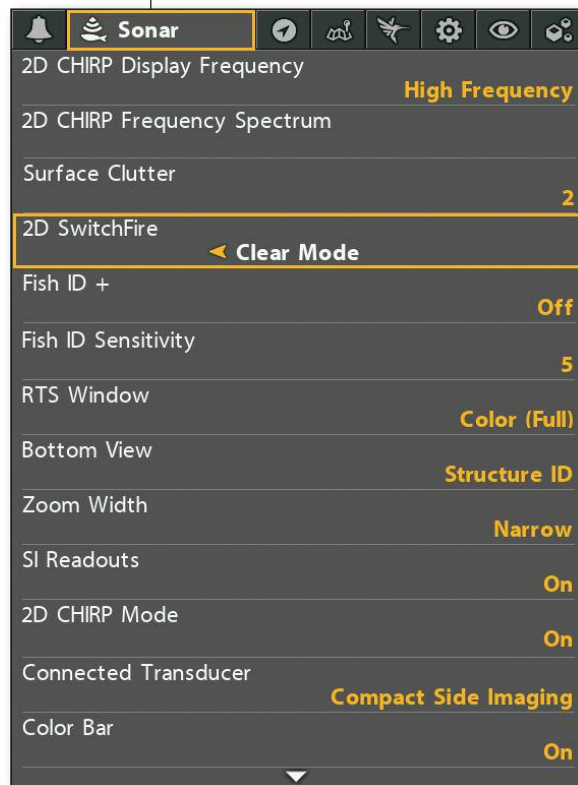 Sonar
2D CHIRP Display Frequency
High Frequency
2D CHIRP Frequency Spectrum
Surface Clutter
2
2D SwitchFire
Clear Mode
Fish ID +
Off
Fish ID Sensitivity
5
RTS Window
Color (Full)
Bottom View
Structure ID
Zoom Width
Narrow
SI Readouts
On
2D CHIRP Mode
On
Connected Transducer
Compact Side Imaging
Color Bar
On